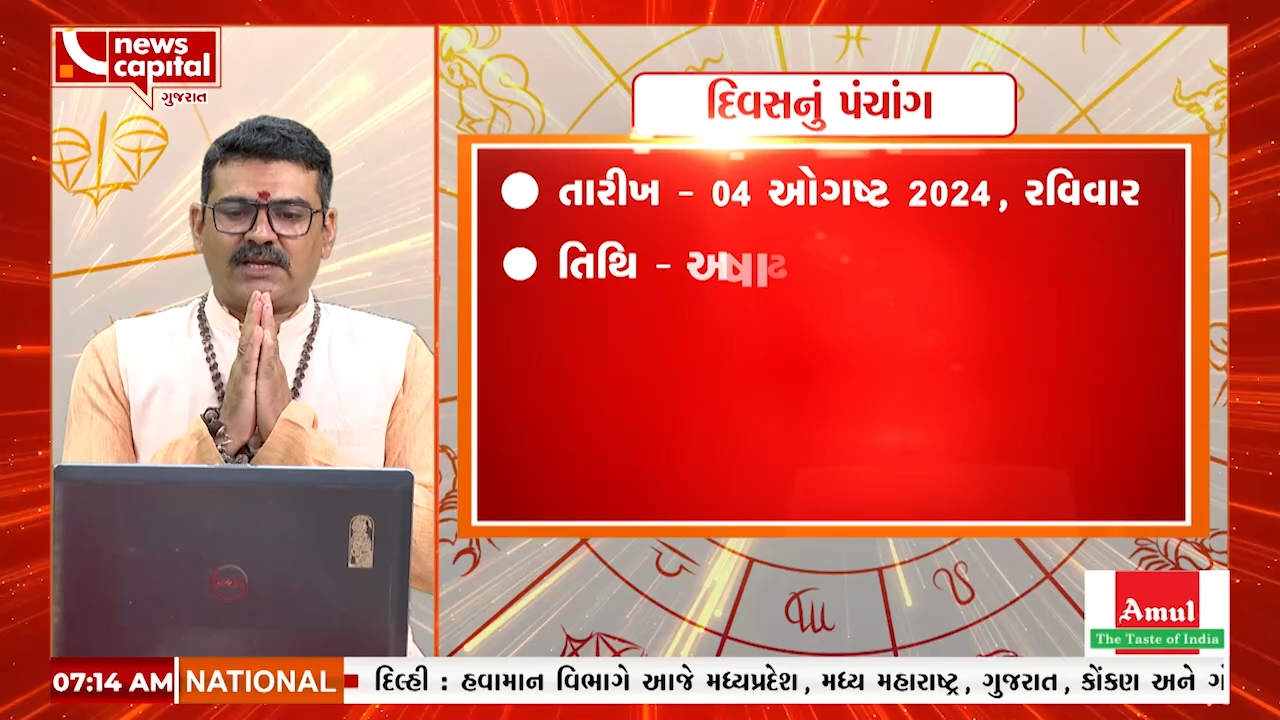 news
capital
ગુજરાત
દિવસનું પંચાંગ
તારીખ - 04 ઓગષ્ટ 2024, રવિવાર
તિથિ - અષાઢ
Amul
The Taste of India
07:14 AM NATIONAL દિલ્હી : હવામાન વિભાગે આજે મધ્યપ્રદેશ, મધ્ય મહારાષ્ટ્ર, ગુજરાત, કોંકણ અને